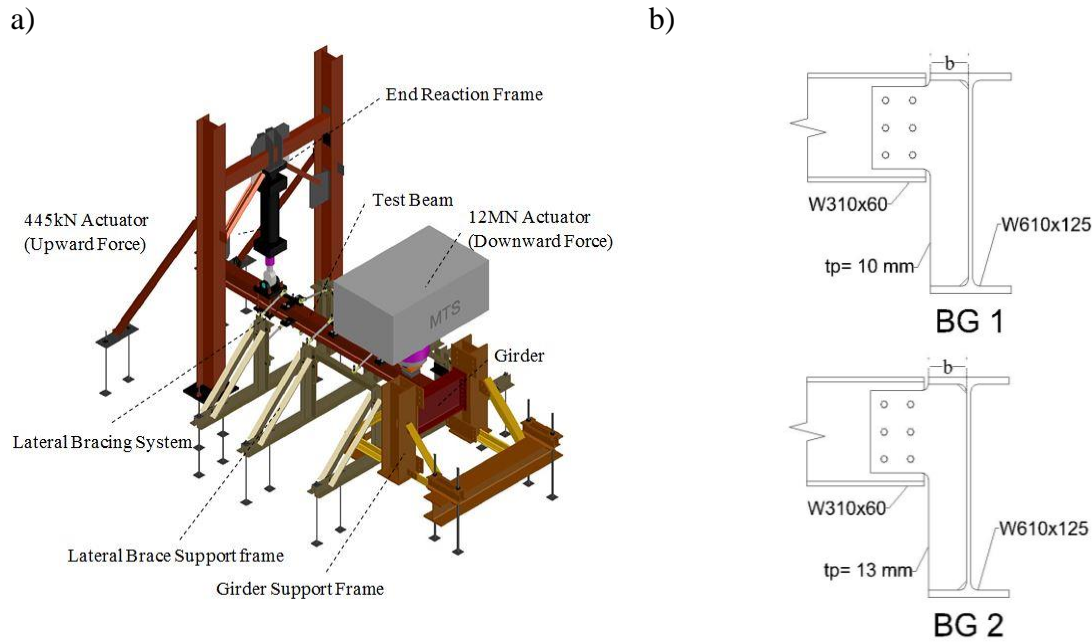 a)
End Reaction Frame
Test Beam
445kN Actuator
(Upward Force)
12MN Actuator
(Downward Force)
MTS
Girder
Lateral Bracing System
Lateral Brace Support frame
Girder Support Frame
b)
b
W310x60
W610x125
tp= 10 mm
BG 1
b
W310x60
W610x125
tp= 13 mm
BG 2